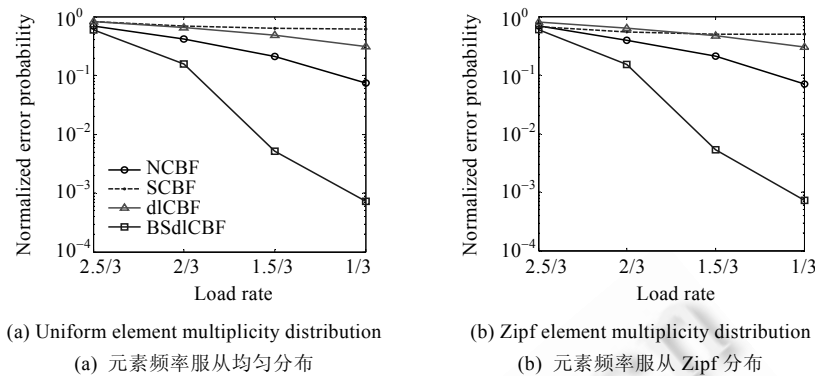 Normalized error probability
10^0
10^-1
10^-2
10^-3
10^-4
NCBF
SCBF
dlCBF
BSdlCBF
2.5/3 2/3 1.5/3 1/3
Load rate
(a) Uniform element multiplicity distribution
(a) 元素频率服从均匀分布
Normalized error probability
10^0
10^-1
10^-2
10^-3
10^-4
2.5/3 2/3 1.5/3 1/3
Load rate
(b) Zipf element multiplicity distribution
(b) 元素频率服从 Zipf 分布